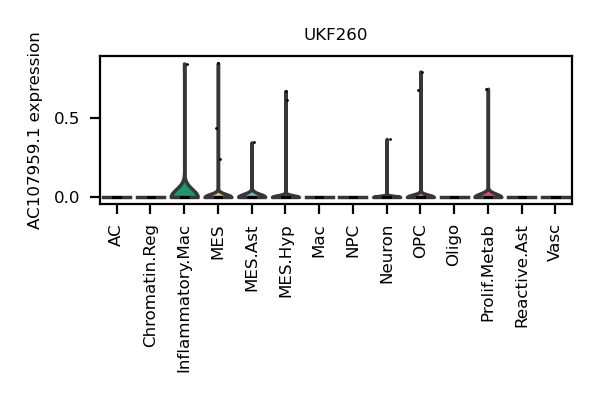 UKF260
AC107959.1 expression
0.5
0.0
AC
Chromatin.Reg
Inflammatory.Mac
MES
MES.Ast
MES.Hyp
Mac
NPC
Neuron
OPC
Oligo
Prolif.Metab
Reactive.Ast
Vasc